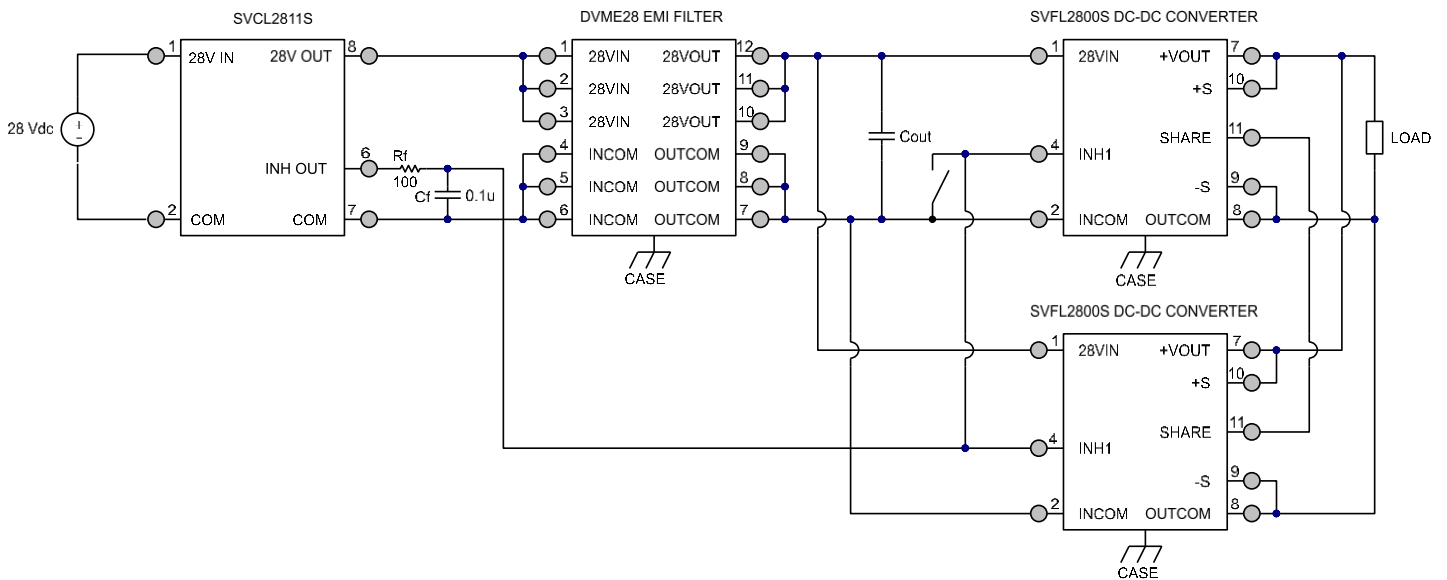 SVCL2811S
DVME28 EMI FILTER
SVFL2800S DC-DC CONVERTER
28 Vdc
+
−
1
28V IN
28V OUT
8
INH OUT
6
2
COM
COM
7
Rf
100
Cf
0.1u
1
28VIN
28VOUT
12
2
28VIN
28VOUT
11
3
28VIN
28VOUT
10
4
INCOM
OUTCOM
9
5
INCOM
OUTCOM
8
6
INCOM
OUTCOM
7
CASE
Cout
1
28VIN
+VOUT
7
+S
10
SHARE
11
4
INH1
-S
9
2
INCOM
OUTCOM
8
CASE
LOAD
SVFL2800S DC-DC CONVERTER
1
28VIN
+VOUT
7
+S
10
SHARE
11
4
INH1
-S
9
2
INCOM
OUTCOM
8
CASE